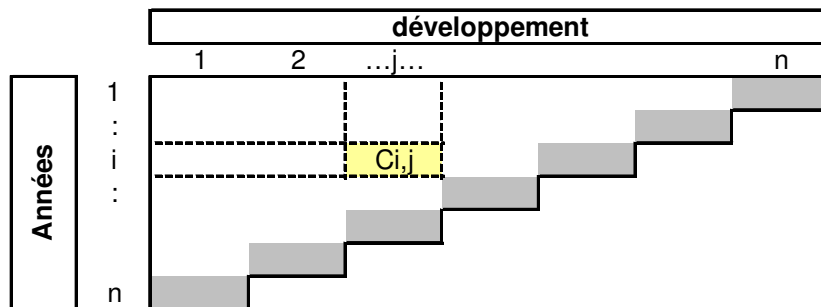 développement
1 2 …j… n
Années
1
:
i Ci,j
:
n